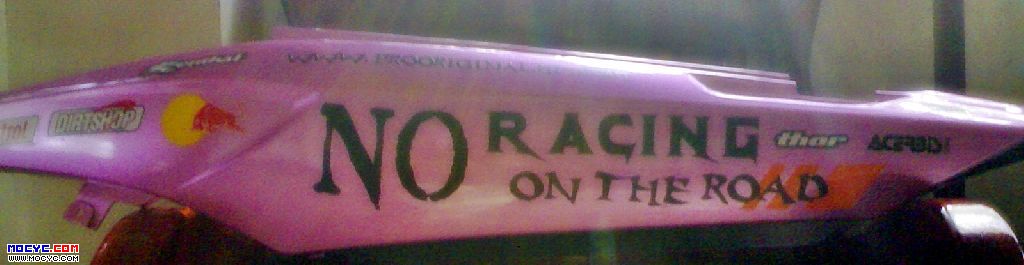 DIRTSHOP
NO RACING
ON THE ROAD
thor
ACERBIS
MOCYC.COM
WWW.MOCYC.COM